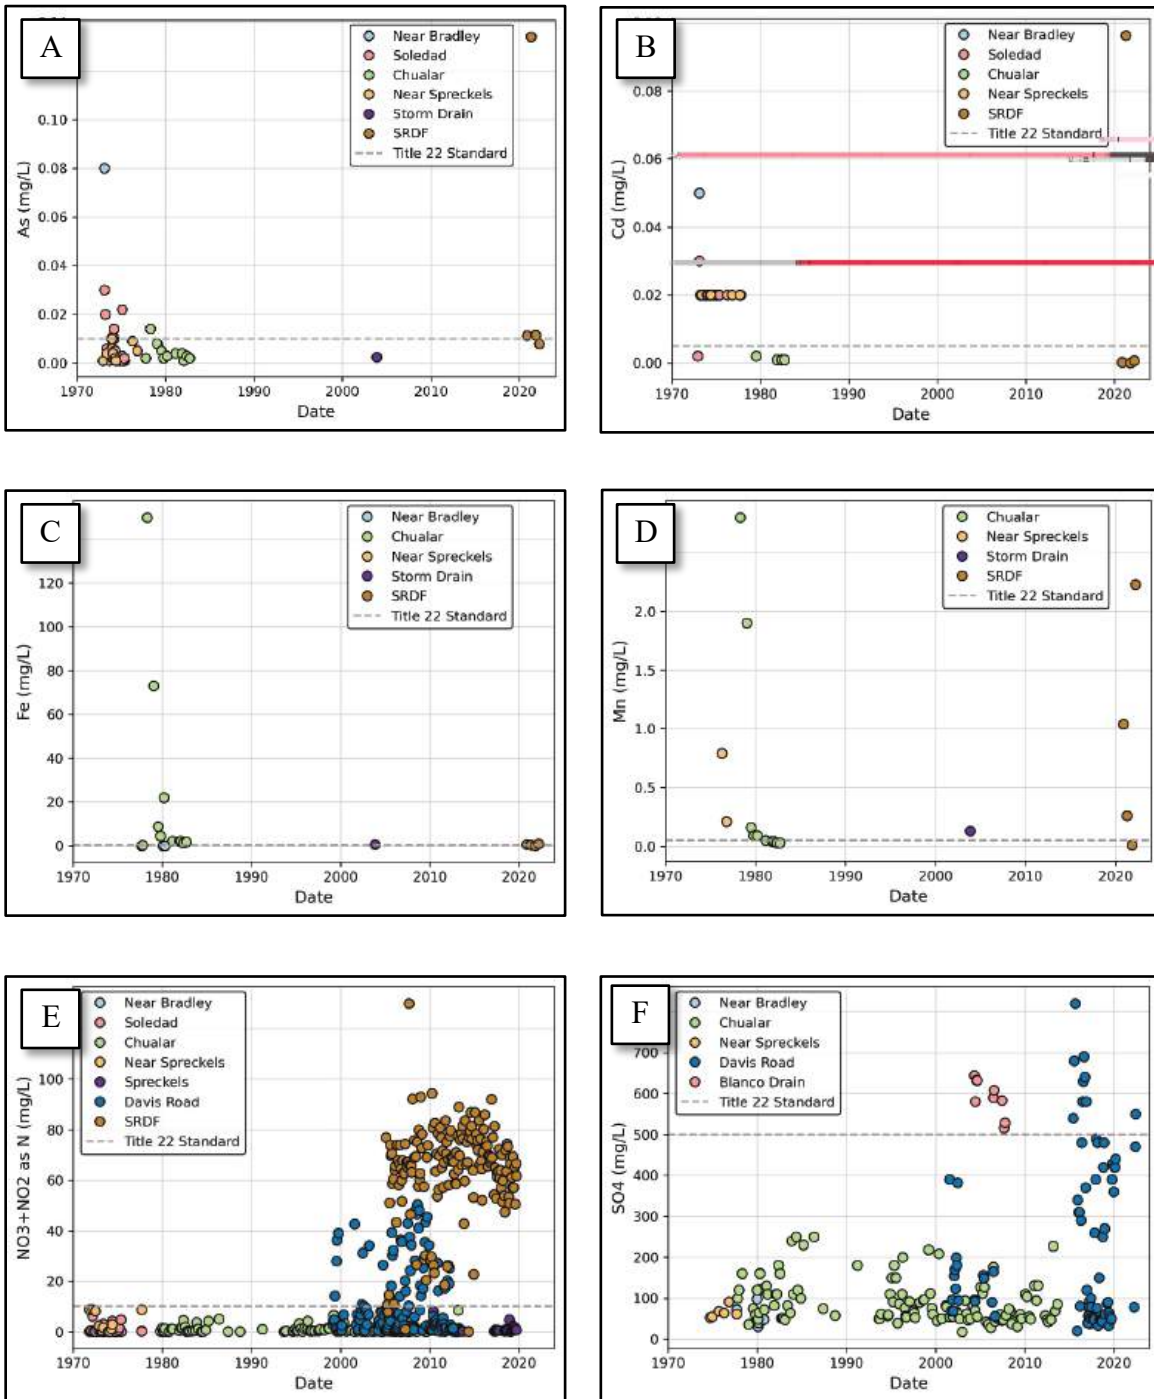 A
Near Bradley
Soledad
Chualar
Near Spreckels
Storm Drain
SRDF
Title 22 Standard
As (mg/L)
0.10
0.08
0.06
0.04
0.02
0.00
1970 1980 1990 2000 2010 2020
Date
B
Near Bradley
Soledad
Chualar
Near Spreckels
SRDF
Title 22 Standard
Cd (mg/L)
0.08
0.06
0.04
0.02
0.00
1970 1980 1990 2000 2010 2020
Date
C
Near Bradley
Chualar
Near Spreckels
Storm Drain
SRDF
Title 22 Standard
Fe (mg/L)
120
100
80
60
40
20
0
1970 1980 1990 2000 2010 2020
Date
D
Chualar
Near Spreckels
Storm Drain
SRDF
Title 22 Standard
Mn (mg/L)
2.0
1.5
1.0
0.5
0.0
1970 1980 1990 2000 2010 2020
Date
E
Near Bradley
Soledad
Chualar
Near Spreckels
Spreckels
Davis Road
SRDF
Title 22 Standard
NO3+NO2 as N (mg/L)
100
80
60
40
20
0
1970 1980 1990 2000 2010 2020
Date
F
Near Bradley
Chualar
Near Spreckels
Davis Road
Blanco Drain
Title 22 Standard
SO4 (mg/L)
700
600
500
400
300
200
100
0
1970 1980 1990 2000 2010 2020
Date